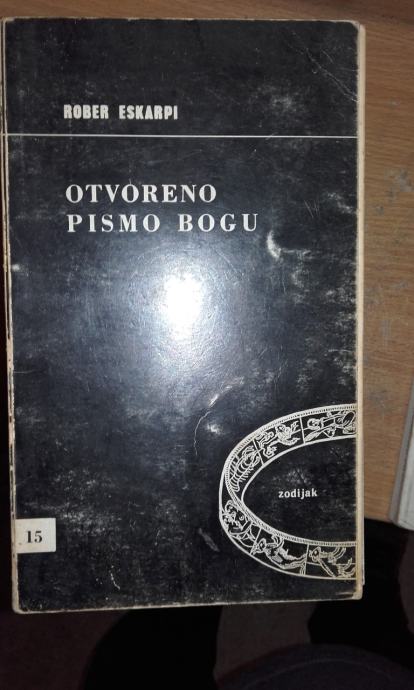 ROBER ESKARPI
OTVORENO
PISMO BOGU
zodijak
15